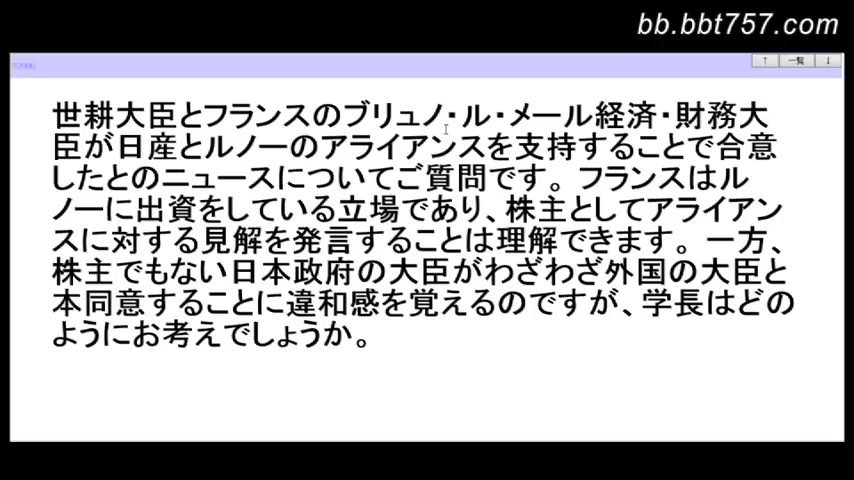 bb.bbt757.com
↑ 一覧 ↓
世耕大臣とフランスのブリュノ・ル・メール経済・財務大
臣が日産とルノーのアライアンスを支持することで合意
したとのニュースについてご質問です。フランスはル
ノーに出資をしている立場であり、株主としてアライアン
スに対する見解を発言することは理解できます。一方、
株主でもない日本政府の大臣がわざわざ外国の大臣と
本同意することに違和感を覚えるのですが、学長はどの
ようにお考えでしょうか。